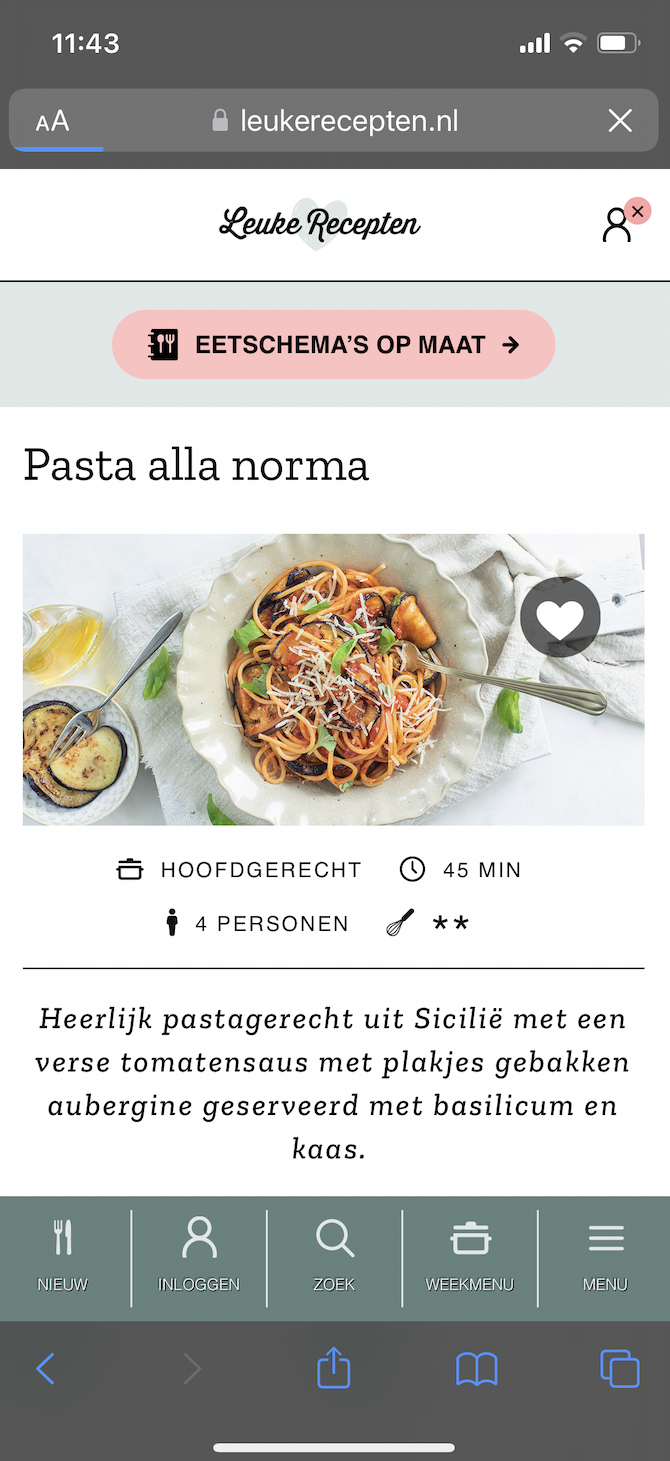 11:43
AA leukerecepten.nl
Leuke Recepten
EETSCHEMA’S OP MAAT →
Pasta alla norma
HOOFDGERECHT 45 MIN
4 PERSONEN **
Heerlijk pastagerecht uit Sicilië met een
verse tomatensaus met plakjes gebakken
aubergine geserveerd met basilicum en
kaas.
NIEUW INLOGGEN ZOEK WEEKMENU MENU